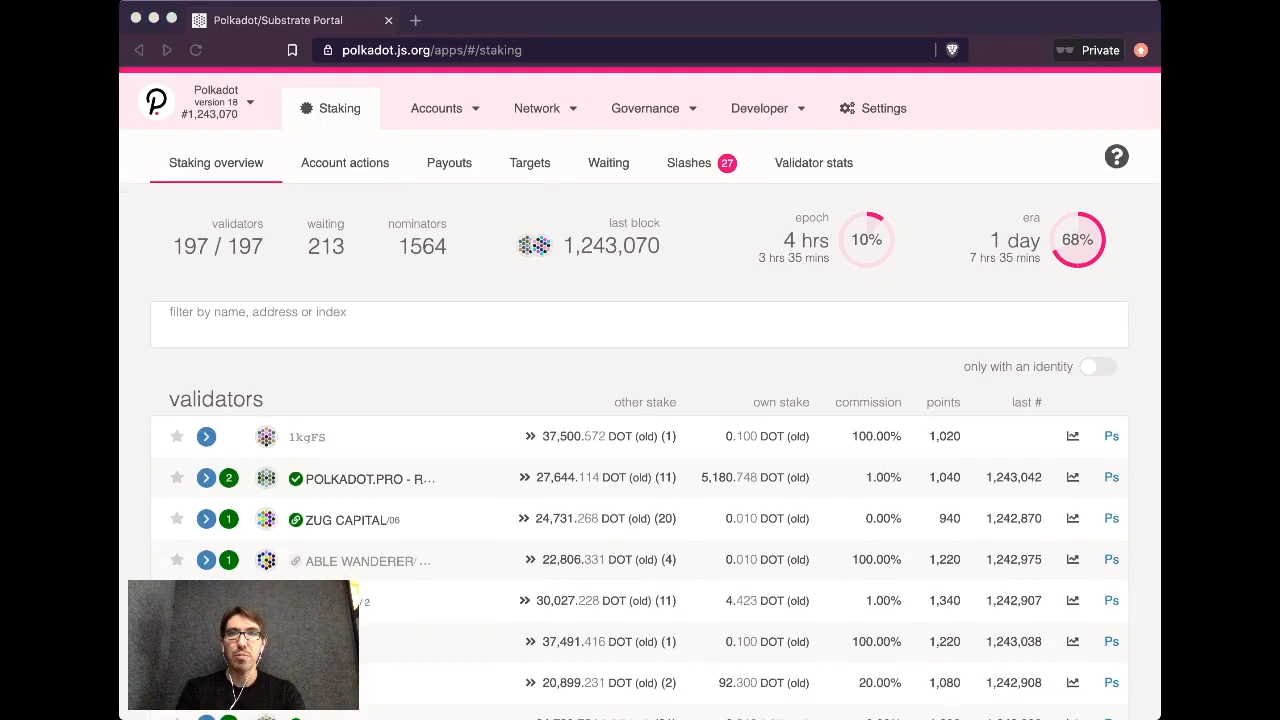 Polkadot/Substrate Portal
polkadot.js.org/apps/#/staking
Private
Polkadot
version 18
#1,243,070
Staking
Accounts
Network
Governance
Developer
Settings
Staking overview
Account actions
Payouts
Targets
Waiting
Slashes 27
Validator stats
?
validators
197 / 197
waiting
213
nominators
1564
last block
1,243,070
epoch
4 hrs
3 hrs 35 mins
10%
era
1 day
7 hrs 35 mins
68%
filter by name, address or index
only with an identity
validators other stake own stake commission points last #
1kgFS 37,500.572 DOT (old) (1) 0.100 DOT (old) 100.00% 1,020 Ps
2 POLKADOT.PRO - R… 27,644.114 DOT (old) (11) 5,180.748 DOT (old) 1.00% 1,040 1,243,042 Ps
1 ZUG CAPITAL/06 24,731.268 DOT (old) (20) 0.010 DOT (old) 0.00% 940 1,242,870 Ps
1 ABLE WANDERER/ … 22,806.331 DOT (old) (4) 0.010 DOT (old) 100.00% 1,220 1,242,975 Ps
/ 2 30,027.228 DOT (old) (11) 4.423 DOT (old) 1.00% 1,340 1,242,907 Ps
37,491.416 DOT (old) (1) 0.100 DOT (old) 100.00% 1,220 1,243,038 Ps
20,899.231 DOT (old) (2) 92.300 DOT (old) 20.00% 1,080 1,242,908 Ps